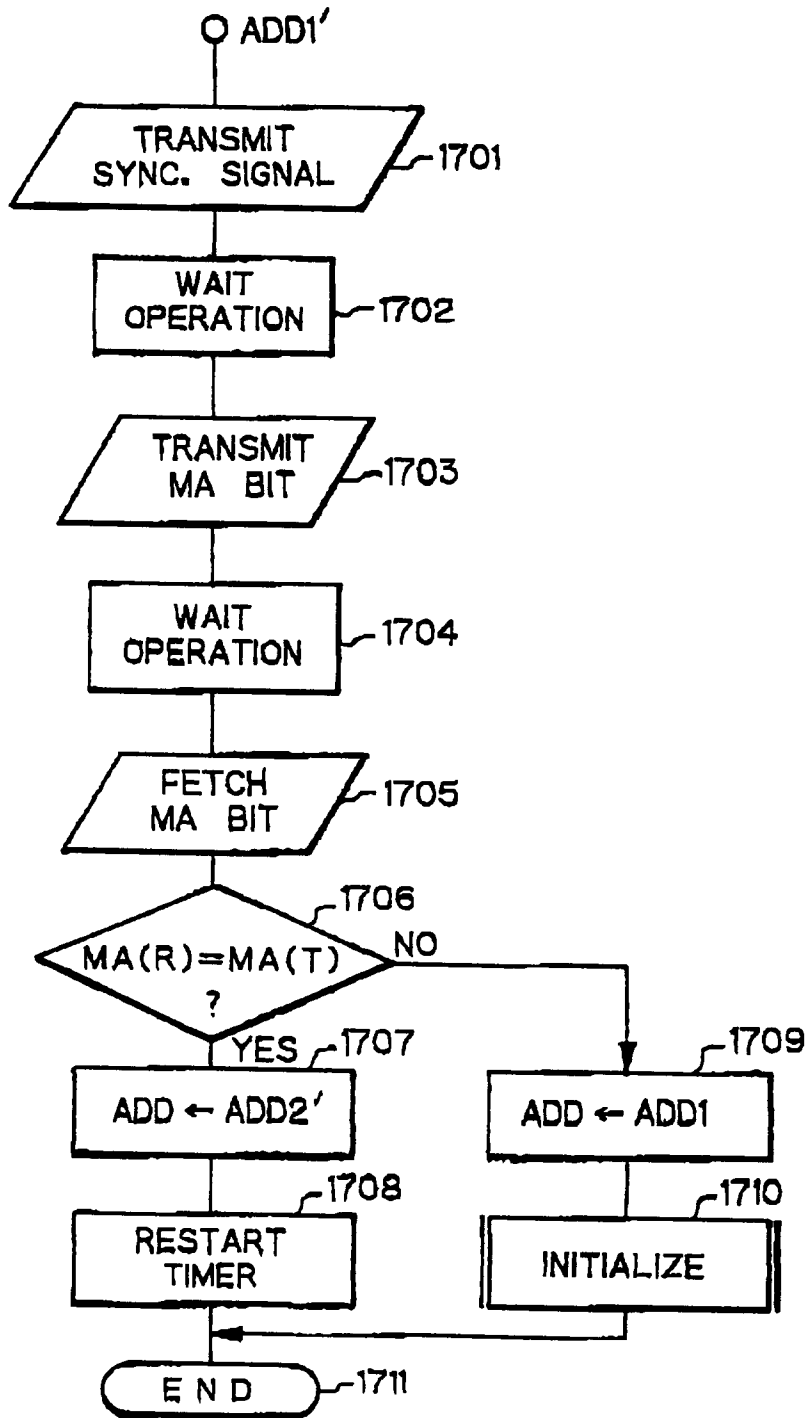 ADD1'
TRANSMIT
SYNC. SIGNAL
1701
WAIT
OPERATION
1702
TRANSMIT
MA BIT
1703
WAIT
OPERATION
1704
FETCH
MA BIT
1705
1706
MA(R)=MA(T)
?
NO
YES
1707
ADD ← ADD2'
1709
ADD ← ADD1
1708
RESTART
TIMER
1710
INITIALIZE
END
1711